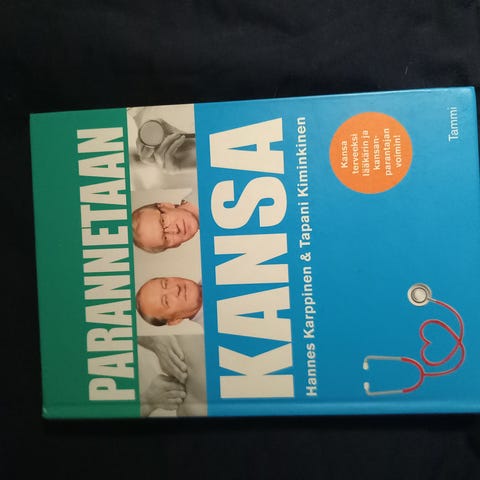 PARANNETAAN
KANSA
Hannes Karppinen & Tapani Kiminkinen
Kansa
terveeksi
lääkärin ja
kansan-
parantajan
voimin!
Tammi